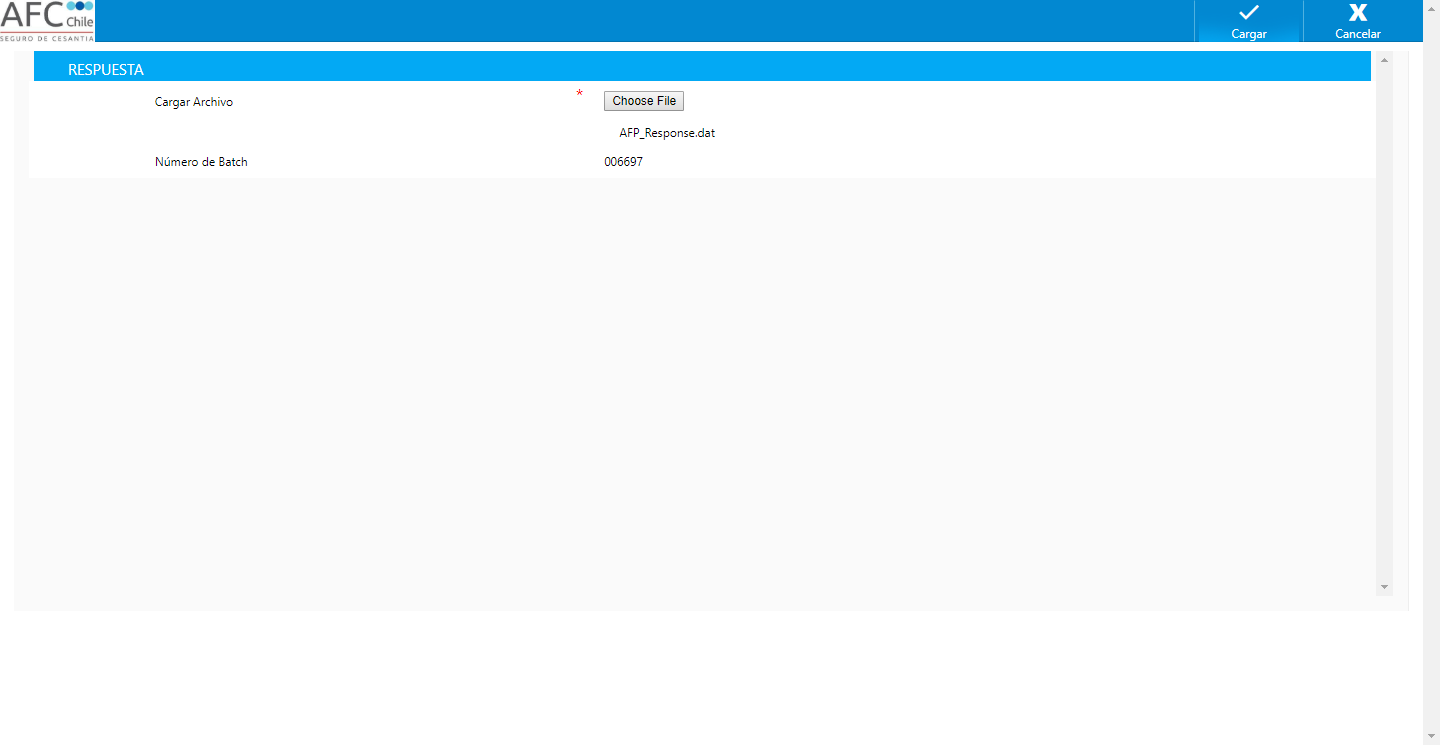 AFC Chile
SEGURO DE CESANTIA
Cargar
Cancelar
RESPUESTA
Cargar Archivo
*
Choose File
AFP_Response.dat
Número de Batch
006697